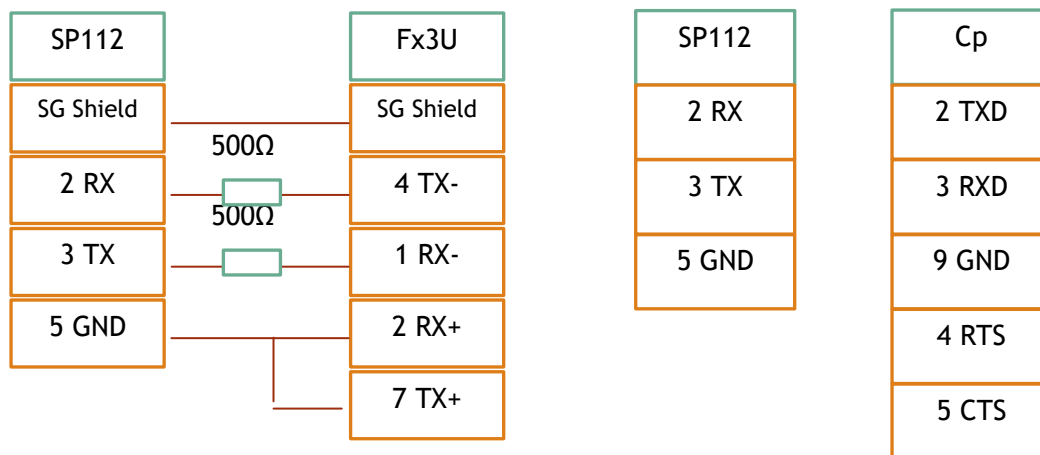 SP112
Fx3U
SG Shield
SG Shield
500Ω
2 RX
4 TX-
500Ω
3 TX
1 RX-
5 GND
2 RX+
7 TX+
SP112
Cp
2 RX
2 TXD
3 TX
3 RXD
5 GND
9 GND
4 RTS
5 CTS